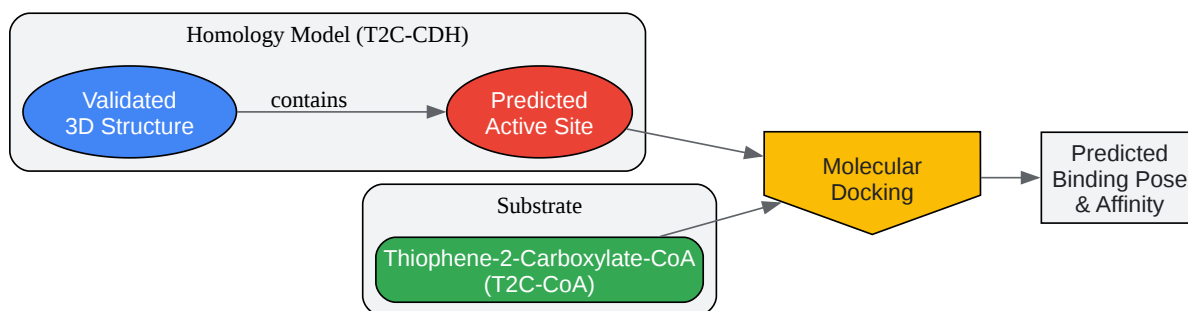 Homology Model (T2C-CDH)
Validated
3D Structure
contains
Predicted
Active Site
Molecular
Docking
Predicted
Binding Pose
& Affinity
Substrate
Thiophene-2-Carboxylate-CoA
(T2C-CoA)